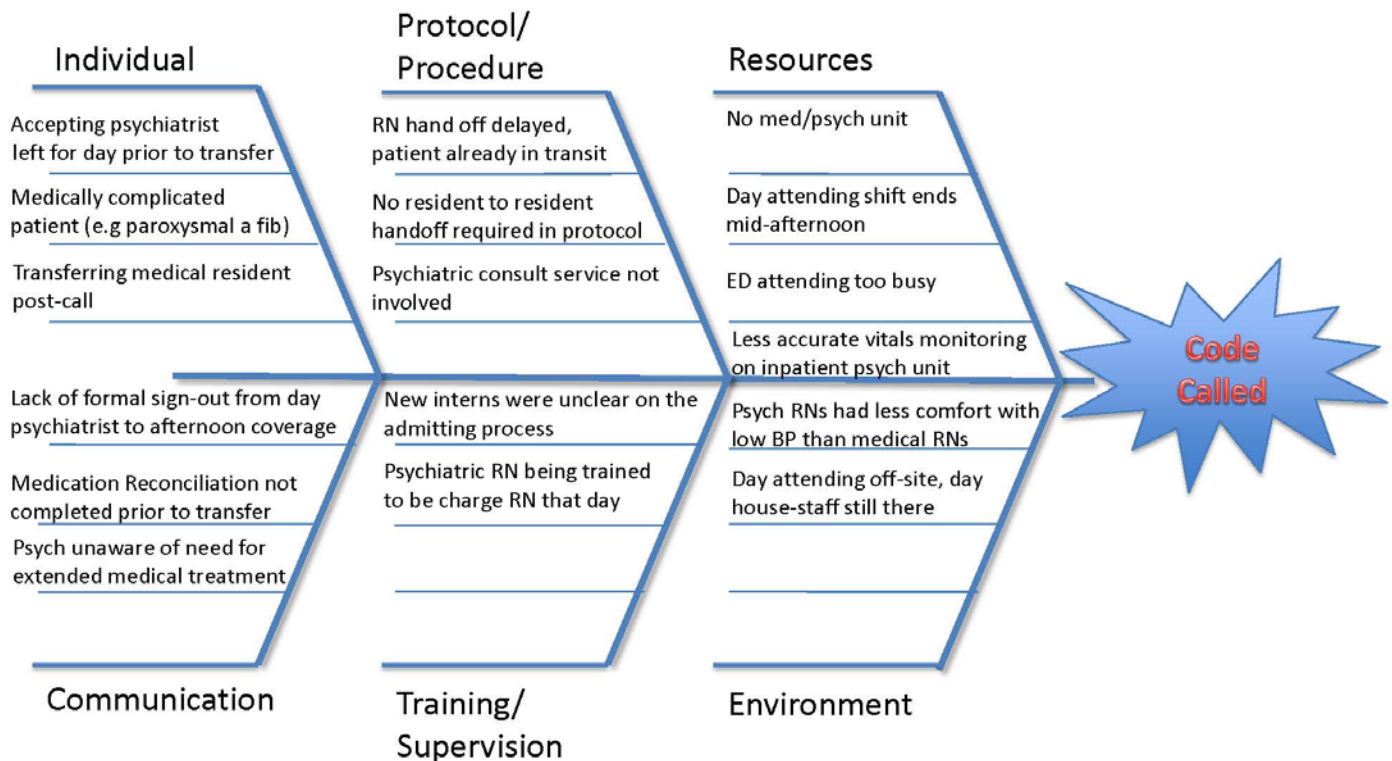 Individual
Accepting psychiatrist
left for day prior to transfer
Medically complicated
patient (e.g paroxysmal a fib)
Transferring medical resident
post-call
Protocol/
Procedure
RN hand off delayed,
patient already in transit
No resident to resident
handoff required in protocol
Psychiatric consult service not
involved
Resources
No med/psych unit
Day attending shift ends
mid-afternoon
ED attending too busy
Less accurate vitals monitoring
on inpatient psych unit
Code
Called
Lack of formal sign-out from day
psychiatrist to afternoon coverage
Medication Reconciliation not
completed prior to transfer
Psych unaware of need for
extended medical treatment
Communication
New interns were unclear on the
admitting process
Psychiatric RN being trained
to be charge RN that day
Training/
Supervision
Psych RNs had less comfort with
low BP than medical RNs
Day attending off-site, day
house-staff still there
Environment